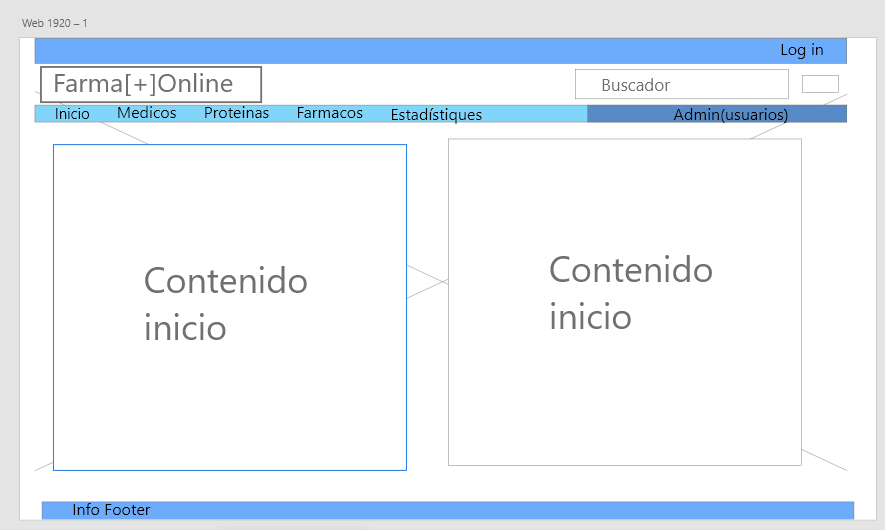 Web 1920 – 1
Log in
Farma[+]Online
Buscador
Inicio Medicos Proteinas Farmacos Estadístiques Admin(usuarios)
Contenido
inicio
Contenido
inicio
Info Footer